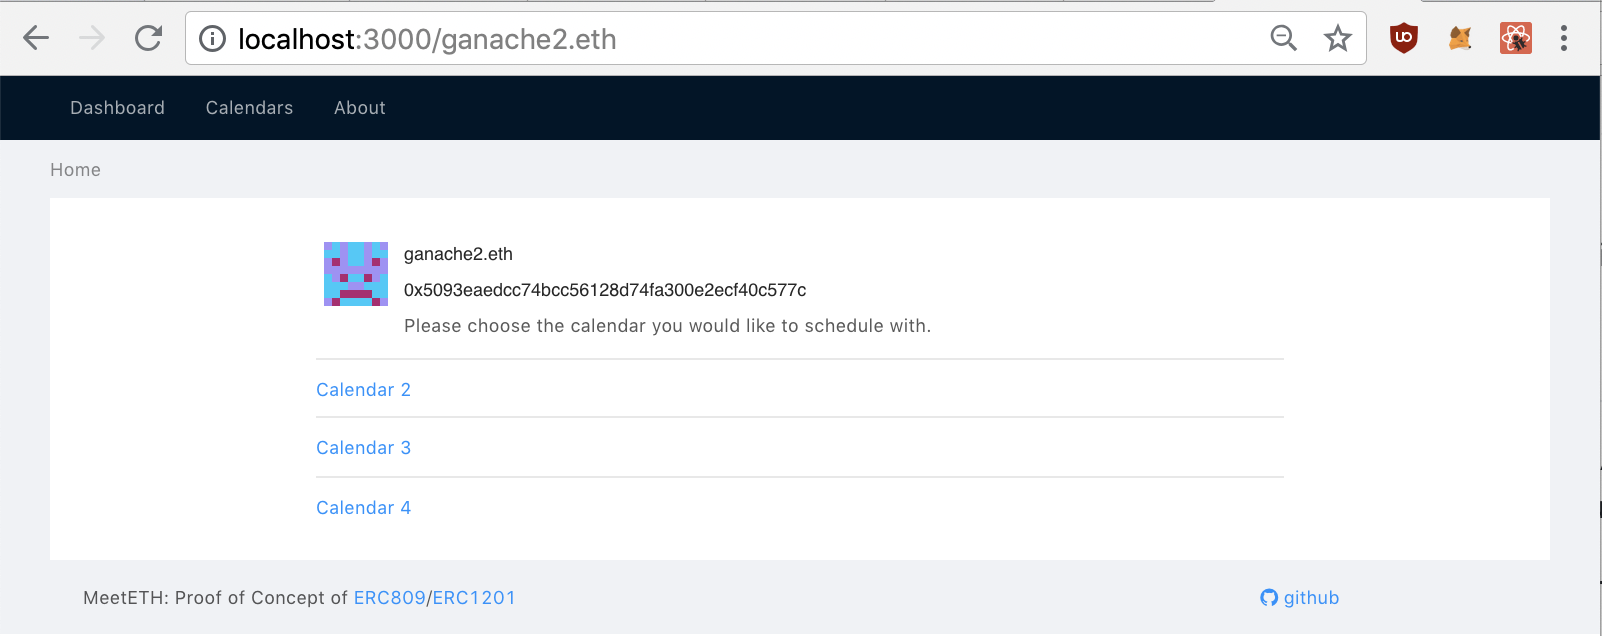 localhost:3000/ganache2.eth
Dashboard Calendars About
Home
ganache2.eth
0x5093eaedcc74bcc56128d74fa300e2ecf40c577c
Please choose the calendar you would like to schedule with.
Calendar 2
Calendar 3
Calendar 4
MeetETH: Proof of Concept of ERC809/ERC1201 github